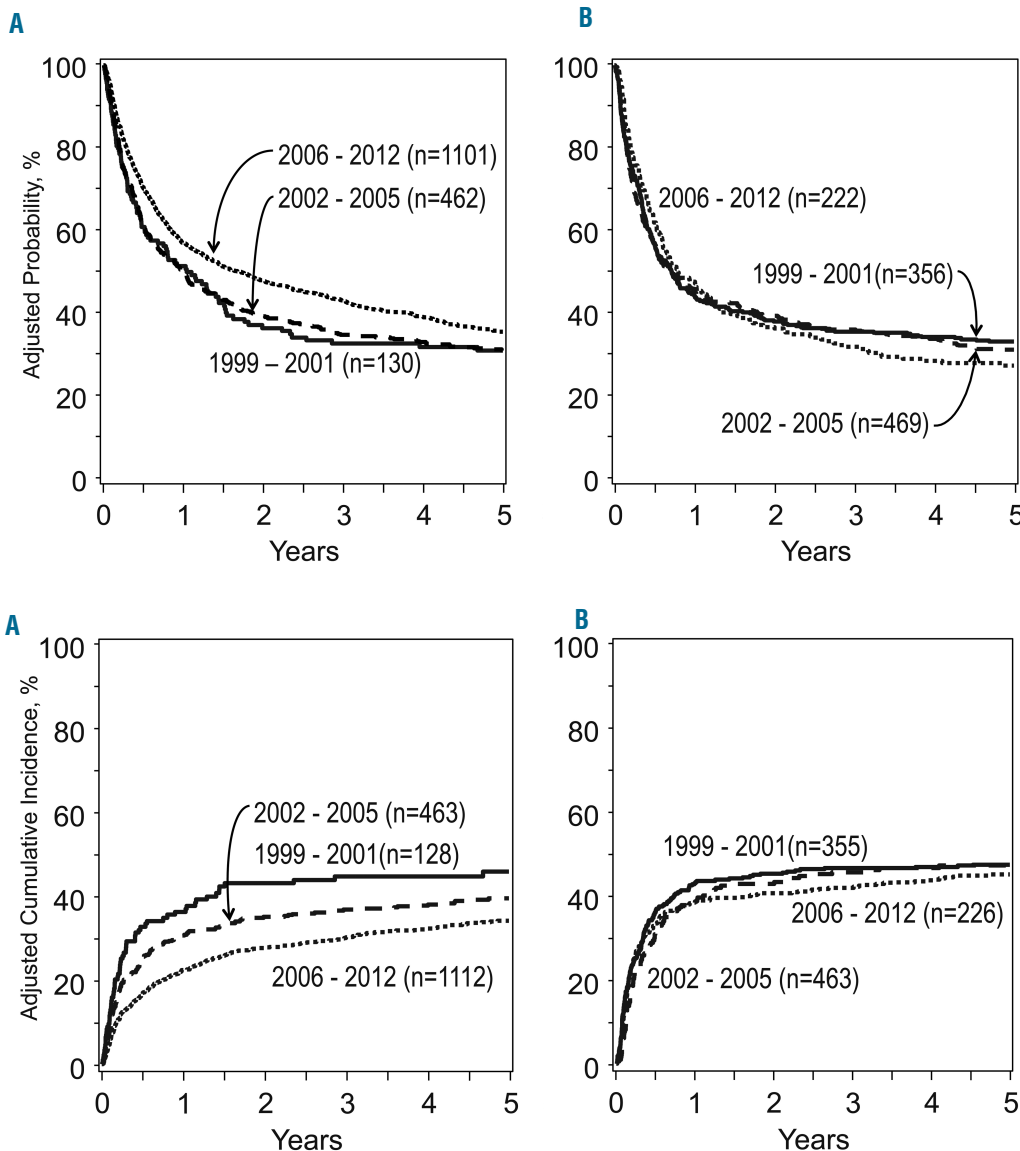 A
Adjusted Probability, %
100
80
60
40
20
0
2006 - 2012 (n=1101)
2002 - 2005 (n=462)
1999 – 2001 (n=130)
0 1 2 3 4 5
Years
B
100
80
60
40
20
0
2006 - 2012 (n=222)
1999 - 2001(n=356)
2002 - 2005 (n=469)
0 1 2 3 4 5
Years
A
Adjusted Cumulative Incidence, %
100
80
60
40
20
0
2002 - 2005 (n=463)
1999 - 2001(n=128)
2006 - 2012 (n=1112)
0 1 2 3 4 5
Years
B
100
80
60
40
20
0
1999 - 2001(n=355)
2006 - 2012 (n=226)
2002 - 2005 (n=463)
0 1 2 3 4 5
Years